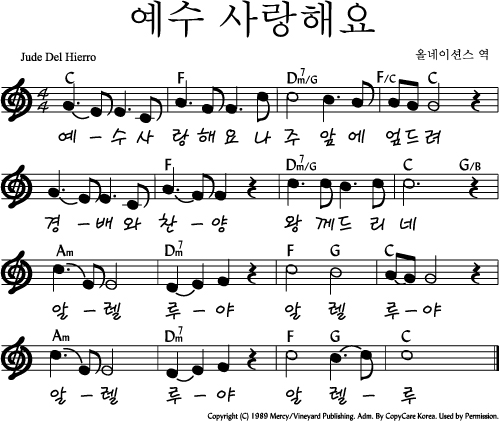 예수 사랑해요
Jude Del Hierro
올네이션스 역
C F Dm7/G F/C C G
예 - 수 사 랑 해 요 나 주 앞 에 엎 드 려
F Dm7/G C G/B
경 - 배 와 찬 - 양 왕 께 드 리 네
Am Dm7 F G C
알 - 렐 루 - 야 알 렐 루 - 야
Am Dm7 F G C
알 - 렐 루 - 야 알 렐 - 루
Copyright (C) 1989 Mercy/Vineyard Publishing. Adm. By CopyCare Korea. Used by Permission.